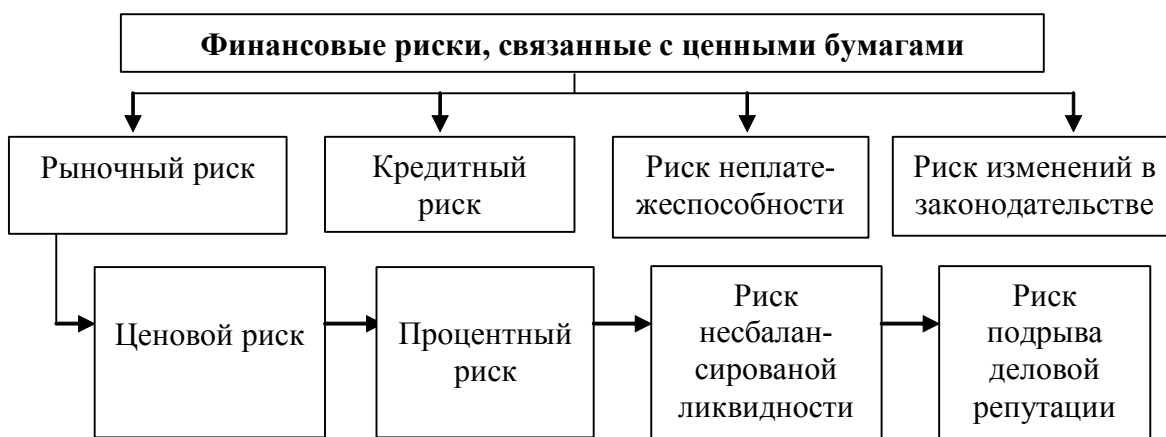 Финансовые риски, связанные с ценными бумагами
Рыночный риск
Кредитный
риск
Риск неплате-
жеспособности
Риск изменений в
законодательстве
Ценовой риск
Процентный
риск
Риск
несбалан-
сированой
ликвидности
Риск
подрыва
деловой
репутации